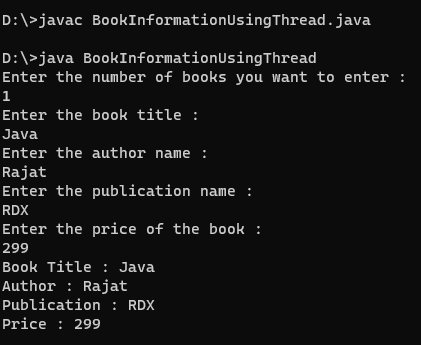 D:\>javac BookInformationUsingThread.java
D:\>java BookInformationUsingThread
Enter the number of books you want to enter :
1
Enter the book title :
Java
Enter the author name :
Rajat
Enter the publication name :
RDX
Enter the price of the book :
299
Book Title : Java
Author : Rajat
Publication : RDX
Price : 299